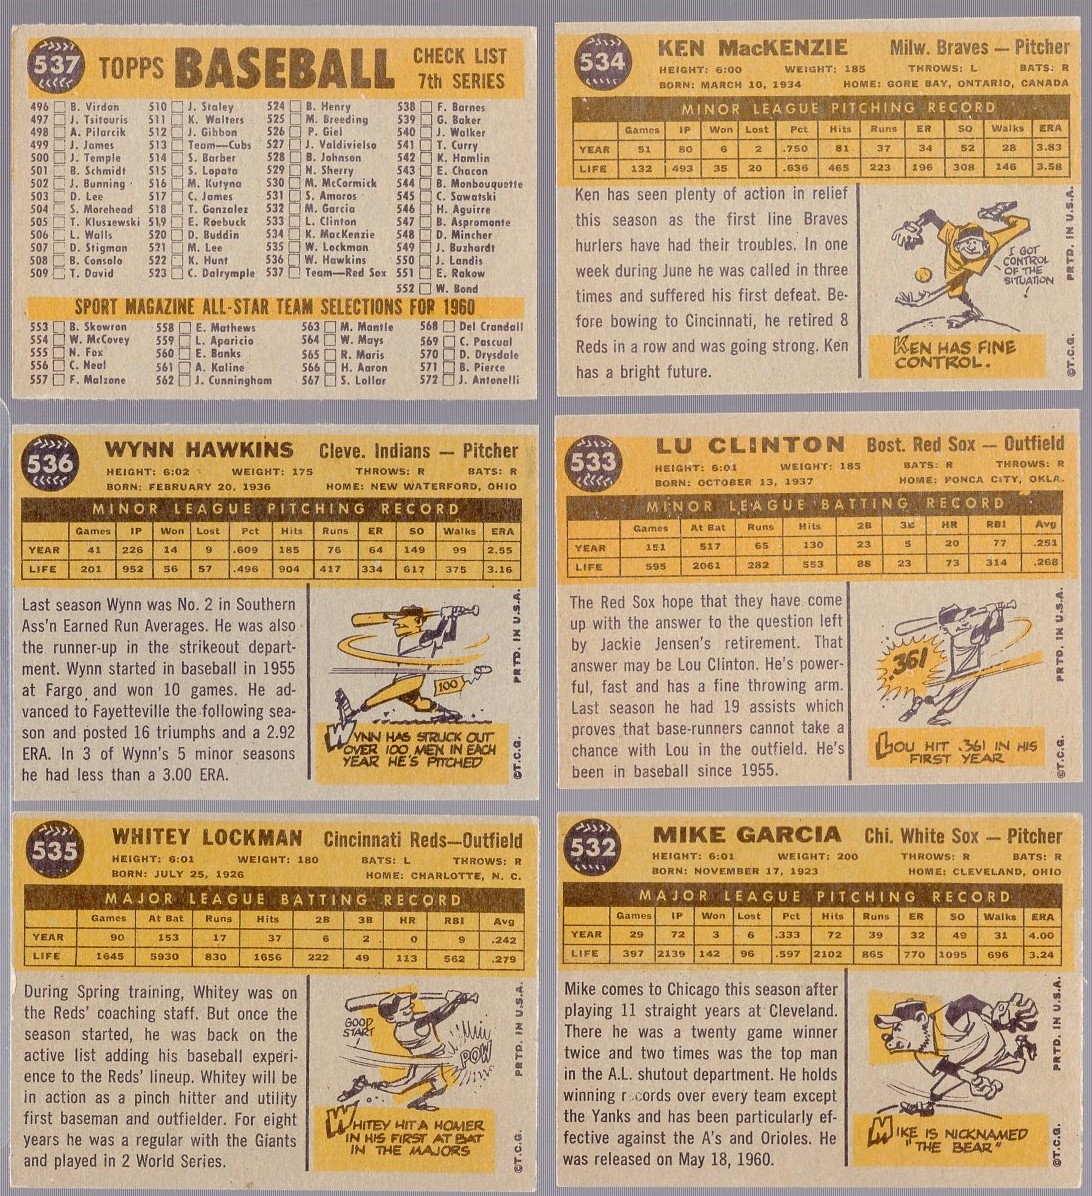 537
TOPPS BASEBALL
CHECK LIST
7th SERIES
496 B. Virdon
497 J. Tsitouris
498 A. Pilarcik
499 J. James
500 J. Temple
501 B. Schmidt
502 J. Bunning
503 D. Lee
504 S. Morehead
505 T. Kluszewski
506 L. Walls
507 D. Stigman
508 B. Consolo
509 T. David
510 J. Staley
511 K. Walters
512 J. Gibbon
513 Team—Cubs
514 S. Barber
515 S. Lopata
516 M. Kutyna
517 C. James
518 T. Gonzalez
519 E. Roebuck
520 D. Buddin
521 M. Lee
522 K. Hunt
523 C. Dalrymple
524 B. Henry
525 M. Breeding
526 P. Giel
527 J. Valdivielso
528 B. Johnson
529 N. Sherry
530 M. McCormick
531 S. Amoros
532 M. Garcia
533 L. Clinton
534 K. MacKenzie
535 W. Lockman
536 W. Hawkins
537 Team—Red Sox
538 F. Barnes
539 G. Baker
540 J. Walker
541 T. Curry
542 K. Hamlin
543 E. Chacon
544 B. Monbouquette
545 C. Sawatski
546 H. Aguirre
547 B. Aspromonte
548 D. Mincher
549 J. Buzhardt
550 J. Landis
551 E. Rakow
552 W. Bond
SPORT MAGAZINE ALL-STAR TEAM SELECTIONS FOR 1960
553 B. Skowron
554 W. McCovey
555 N. Fox
556 C. Neal
557 F. Malzone
558 E. Mathews
559 L. Aparicio
560 E. Banks
561 A. Kaline
562 J. Cunningham
563 M. Mantle
564 W. Mays
565 R. Maris
566 H. Aaron
567 S. Lollar
568 Del Crandall
569 C. Pascual
570 D. Drysdale
571 B. Pierce
572 J. Antonelli
534
KEN MacKENZIE Milw. Braves — Pitcher
HEIGHT: 6:00 WEIGHT: 185 THROWS: L BATS: R
BORN: MARCH 10, 1934 HOME: GORE BAY, ONTARIO, CANADA
MINOR LEAGUE PITCHING RECORD
Games IP Won Lost Pct Hits Runs ER SO Walks ERA
YEAR 51 80 6 2 .750 81 37 34 52 28 3.83
LIFE 132 493 35 20 .636 465 223 196 308 146 3.58
Ken has seen plenty of action in relief
this season as the first line Braves
hurlers have had their troubles. In one
week during June he was called in three
times and suffered his first defeat. Be-
fore bowing to Cincinnati, he retired 8
Reds in a row and was going strong. Ken
has a bright future.
I GOT
CONTROL
OF THE
SITUATION
!
KEN HAS FINE
CONTROL.
©T.C.G. PRTD. IN U.S.A.
536
WYNN HAWKINS Cleve. Indians — Pitcher
HEIGHT: 6:02 WEIGHT: 175 THROWS: R BATS: R
BORN: FEBRUARY 20, 1936 HOME: NEW WATERFORD, OHIO
MINOR LEAGUE PITCHING RECORD
Games IP Won Lost Pct Hits Runs ER SO Walks ERA
YEAR 41 226 14 9 .609 185 76 64 149 99 2.55
LIFE 201 952 56 57 .496 904 417 334 617 375 3.16
Last season Wynn was No. 2 in Southern
Ass'n Earned Run Averages. He was also
the runner-up in the strikeout depart-
ment. Wynn started in baseball in 1955
at Fargo and won 10 games. He ad-
vanced to Fayetteville the following sea-
son and posted 16 triumphs and a 2.92
ERA. In 3 of Wynn's 5 minor seasons
he had less than a 3.00 ERA.
100
WYNN HAS STRUCK OUT
OVER 100 MEN IN EACH
YEAR HE'S PITCHED
©T.C.G. PRTD. IN U.S.A.
533
LU CLINTON Bost. Red Sox — Outfield
HEIGHT: 6:01 WEIGHT: 185 BATS: R THROWS: R
BORN: OCTOBER 13, 1937 HOME: PONCA CITY, OKLA.
MINOR LEAGUE BATTING RECORD
Games At Bat Runs Hits 2B 3B HR RBI Avg
YEAR 151 517 65 130 23 5 20 77 .251
LIFE 595 2061 282 553 88 23 73 314 .268
The Red Sox hope that they have come
up with the answer to the question left
by Jackie Jensen's retirement. That
answer may be Lou Clinton. He's power-
ful, fast and has a fine throwing arm.
Last season he had 19 assists which
proves that base-runners cannot take a
chance with Lou in the outfield. He's
been in baseball since 1955.
.361
LOU HIT .361 IN HIS
FIRST YEAR
©T.C.G. PRTD. IN U.S.A.
535
WHITEY LOCKMAN Cincinnati Reds—Outfield
HEIGHT: 6:01 WEIGHT: 180 BATS: L THROWS: R
BORN: JULY 25, 1926 HOME: CHARLOTTE, N. C.
MAJOR LEAGUE BATTING RECORD
Games At Bat Runs Hits 2B 3B HR RBI Avg
YEAR 90 153 17 37 6 2 0 9 .242
LIFE 1645 5930 830 1656 222 49 113 562 .279
During Spring training, Whitey was on
the Reds' coaching staff. But once the
season started, he was back on the
active list adding his baseball experi-
ence to the Reds' lineup. Whitey will be
in action as a pinch hitter and utility
first baseman and outfielder. For eight
years he was a regular with the Giants
and played in 2 World Series.
GOOD
START
POW
WHITEY HIT A HOMER
IN HIS FIRST AT BAT
IN THE MAJORS
©T.C.G. PRTD. IN U.S.A.
532
MIKE GARCIA Chi. White Sox — Pitcher
HEIGHT: 6:01 WEIGHT: 200 THROWS: R BATS: R
BORN: NOVEMBER 17, 1923 HOME: CLEVELAND, OHIO
MAJOR LEAGUE PITCHING RECORD
Games IP Won Lost Pct Hits Runs ER SO Walks ERA
YEAR 29 72 3 6 .333 72 39 32 49 31 4.00
LIFE 397 2139 142 96 .597 2102 865 770 1095 696 3.24
Mike comes to Chicago this season after
playing 11 straight years at Cleveland.
There he was a twenty game winner
twice and two times was the top man
in the A.L. shutout department. He holds
winning records over every team except
the Yanks and has been particularly ef-
fective against the A's and Orioles. He
was released on May 18, 1960.
MIKE IS NICKNAMED
"THE BEAR"
©T.C.G. PRTD. IN U.S.A.